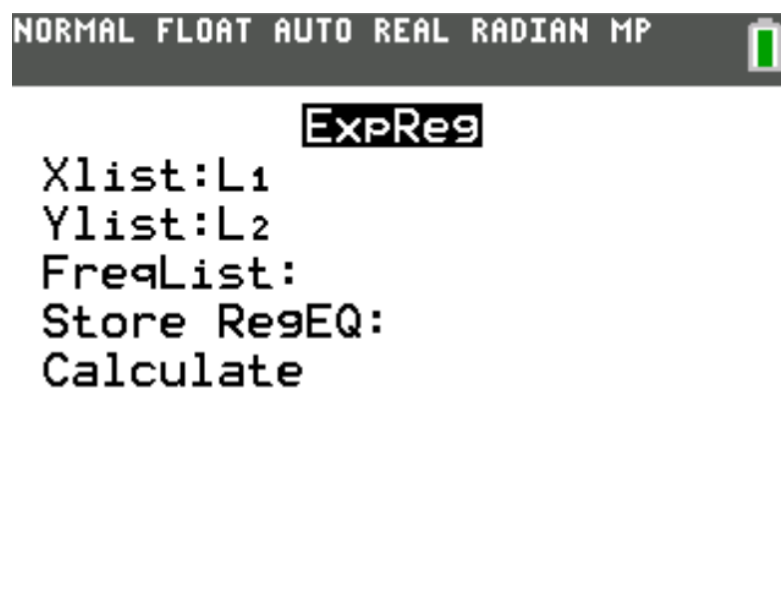 NORMAL FLOAT AUTO REAL RADIAN MP
ExpReg
Xlist:L₁
Ylist:L₂
FreqList:
Store RegEQ:
Calculate